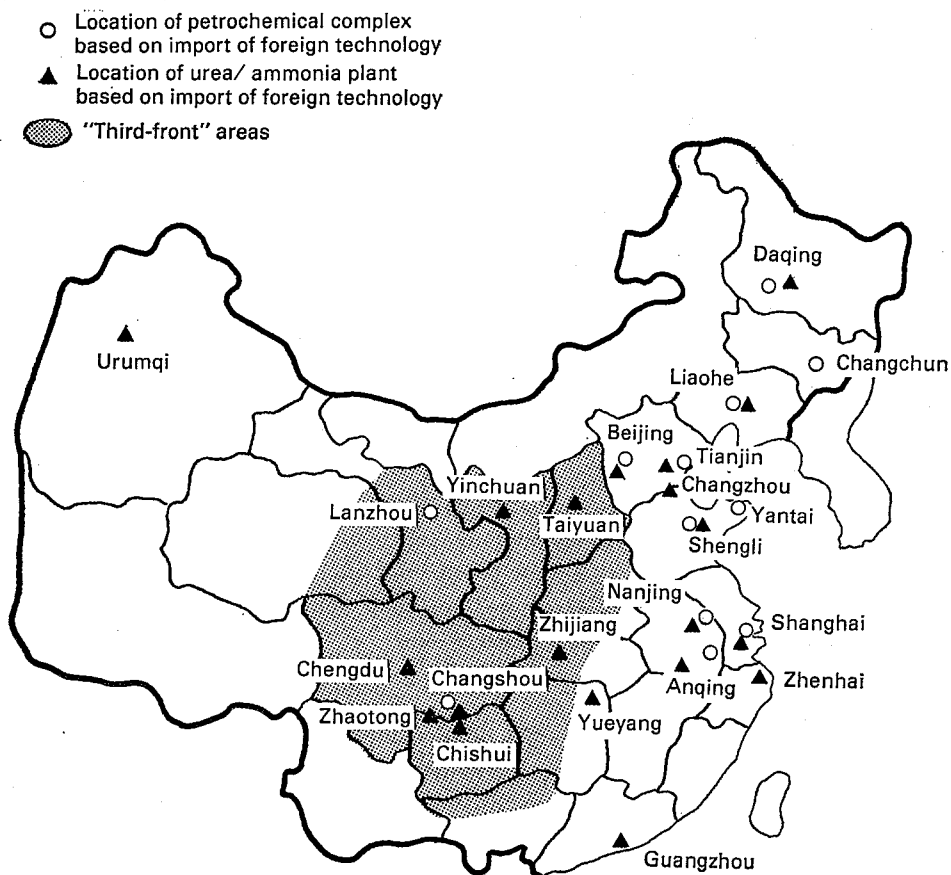 Location of petrochemical complex
based on import of foreign technology
Location of urea/ ammonia plant
based on import of foreign technology
"Third-front" areas
Daqing
Urumqi
Changchun
Liaohe
Beijing
Tianjin
Yinchuan
Changzhou
Lanzhou
Taiyuan
Yantai
Shengli
Nanjing
Zhijiang
Shanghai
Chengdu
Changshou
Anqing
Zhenhai
Zhaotong
Yueyang
Chishui
Guangzhou